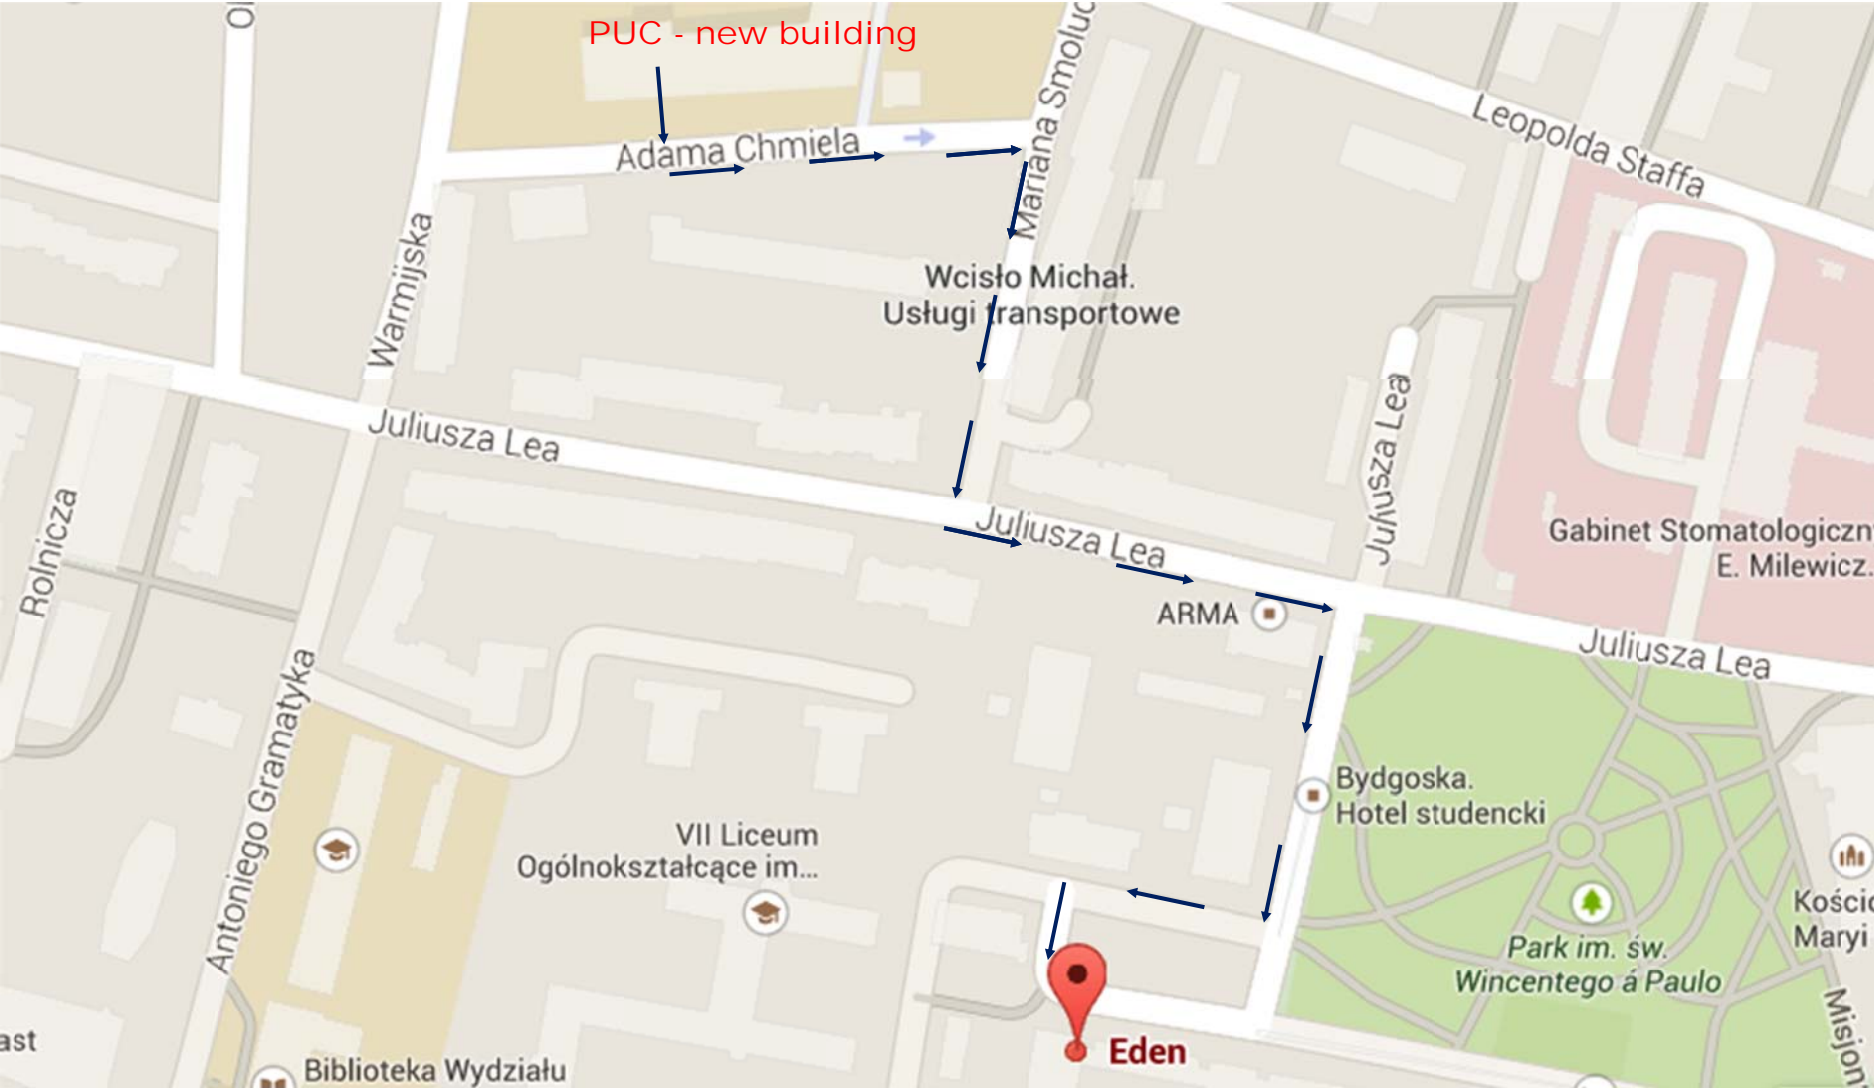 PUC - new building
Adama Chmiela
Leopolda Staffa
Warmijska
Wcisło Michał.
Usługi transportowe
Juliusza Lea
Juliusza Lea
Juliusza Lea
Juliusza Lea
Rolnicza
Gabinet Stomatologiczn
E. Milewicz.
ARMA
Antoniego Gramatyka
Bydgoska.
Hotel studencki
VII Liceum
Ogólnokształcące im...
Park im. św.
Wincentego á Paulo
Kośció
Maryi
Mariana Smoluc
Misjon
Eden
ast
Biblioteka Wydziału